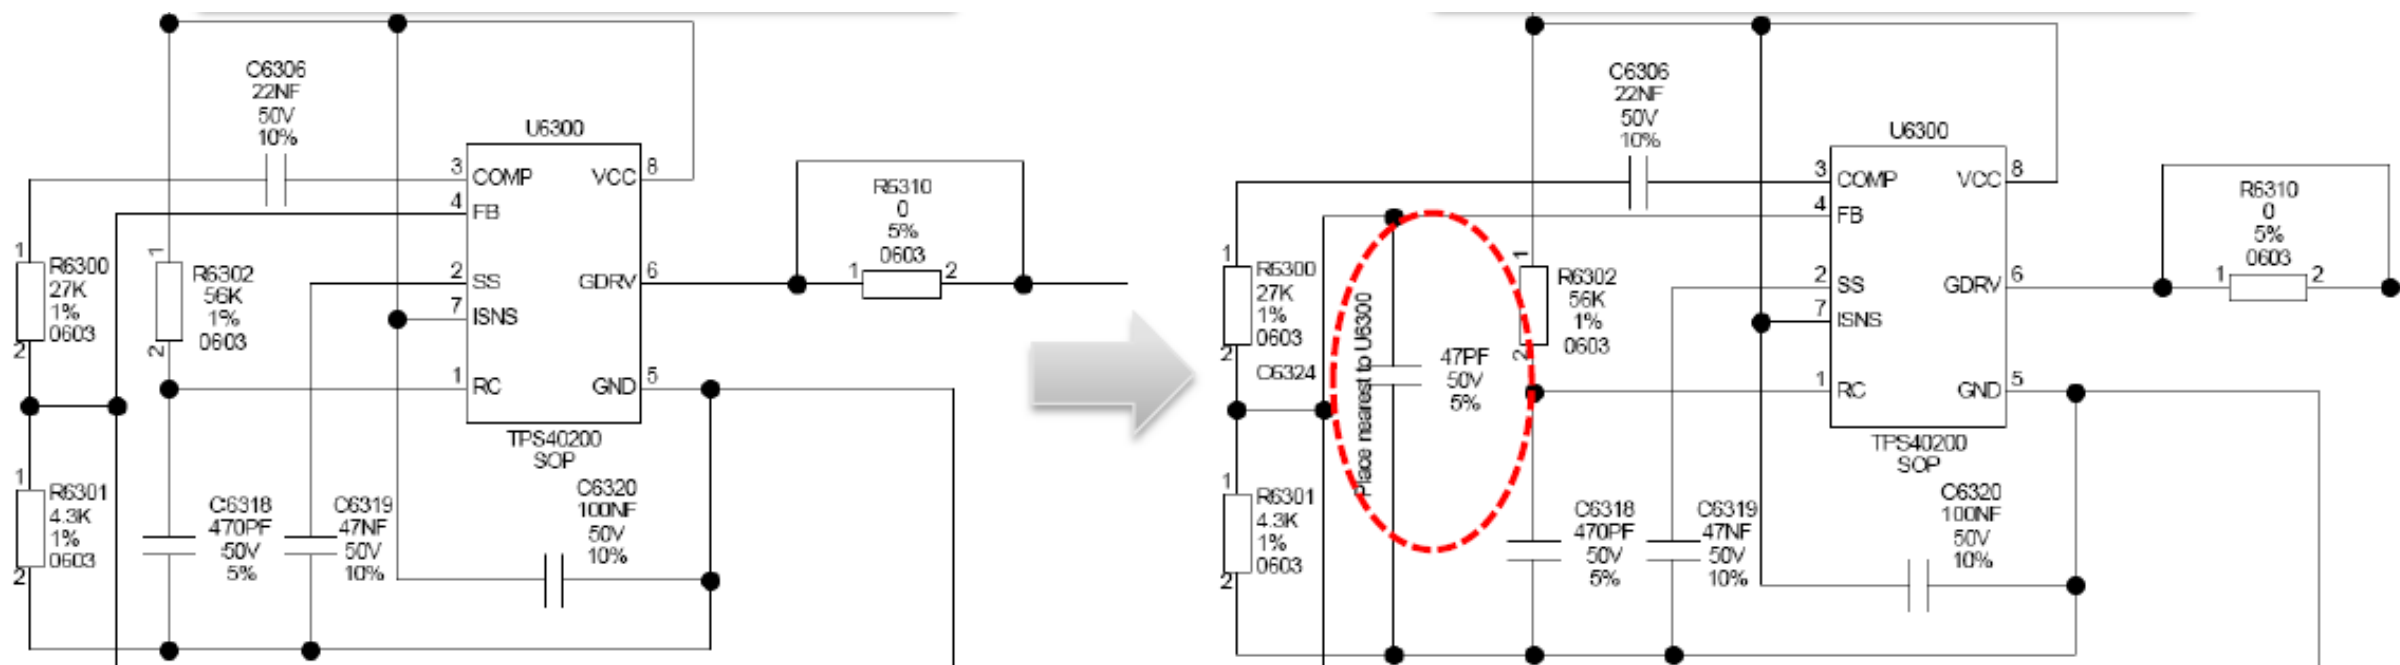 C6306
22NF
50V
10%
U6300
3
COMP
VCC
8
4
FB
R6310
0
5%
0603
1
R6300
27K
1%
0603
2
1
R6302
56K
1%
0603
2
2
SS
GDRV
6
1
2
7
ISNS
1
RC
GND
5
TPS40200
SOP
1
R6301
4.3K
1%
0603
2
C6318
470PF
50V
5%
C6319
47NF
50V
10%
C6320
100NF
50V
10%
C6306
22NF
50V
10%
U6300
3
COMP
VCC
8
4
FB
R6310
0
5%
0603
1
R6300
27K
1%
0603
2
C6324
Place nearest to U6300
47PF
50V
5%
1
R6302
56K
1%
0603
2
2
SS
GDRV
6
1
2
7
ISNS
1
RC
GND
5
TPS40200
SOP
1
R6301
4.3K
1%
0603
2
C6318
470PF
50V
5%
C6319
47NF
50V
10%
C6320
100NF
50V
10%